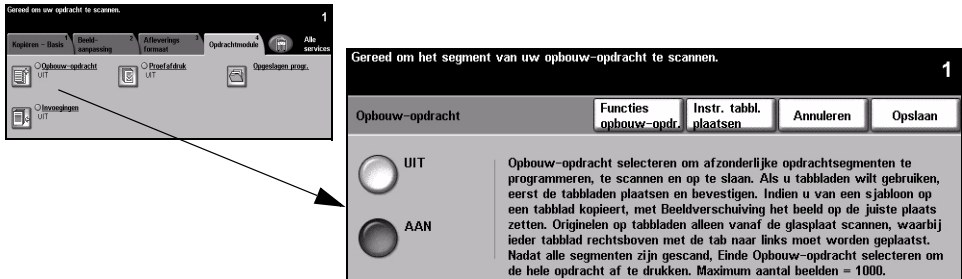 Gereed om uw opdracht te scannen.
1
Kopiëren - Basis 1
Beeld-
aanpassing 2
Afleverings
formaat 3
Opdrachtmodule 4
Alle
services
Opbouw-opdracht
UIT
Proefafdruk
UIT
Opgeslagen progr.
Invoegingen
UIT
Gereed om het segment van uw opbouw-opdracht te scannen.
1
Opbouw-opdracht
Functies
opbouw-opdr.
Instr. tabbl.
plaatsen
Annuleren
Opslaan
UIT
AAN
Opbouw-opdracht selecteren om afzonderlijke opdrachtsegmenten te
programmeren, te scannen en op te slaan. Als u tabbladen wilt gebruiken,
eerst de tabbladen plaatsen en bevestigen. Indien u van een sjabloon op
een tabblad kopieert, met Beeldverschuiving het beeld op de juiste plaats
zetten. Originelen op tabbladen alleen vanaf de glasplaat scannen, waarbij
ieder tabblad rechtsboven met de tab naar links moet worden geplaatst.
Nadat alle segmenten zijn gescand, Einde Opbouw-opdracht selecteren om
de hele opdracht af te drukken. Maximum aantal beelden = 1000.